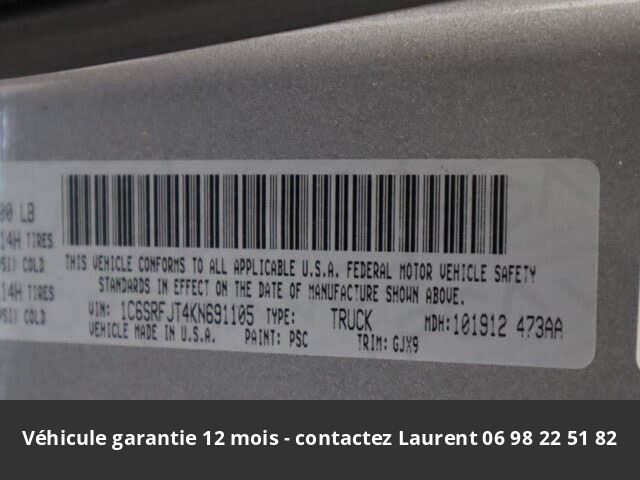 00 LB
14H TIRES
PSI) COLD
14H TIRES
PSI) COLD
THIS VEHICLE CONFORMS TO ALL APPLICABLE U.S.A. FEDERAL MOTOR VEHICLE SAFETY
STANDARDS IN EFFECT ON THE DATE OF MANUFACTURE SHOWN ABOVE.
VIN: 1C6SRFJT4KN691105 TYPE: TRUCK MDH:101912 473AA
VEHICLE MADE IN U.S.A. PAINT: PSC TRIM: GJX9
Véhicule garantie 12 mois - contactez Laurent 06 98 22 51 82